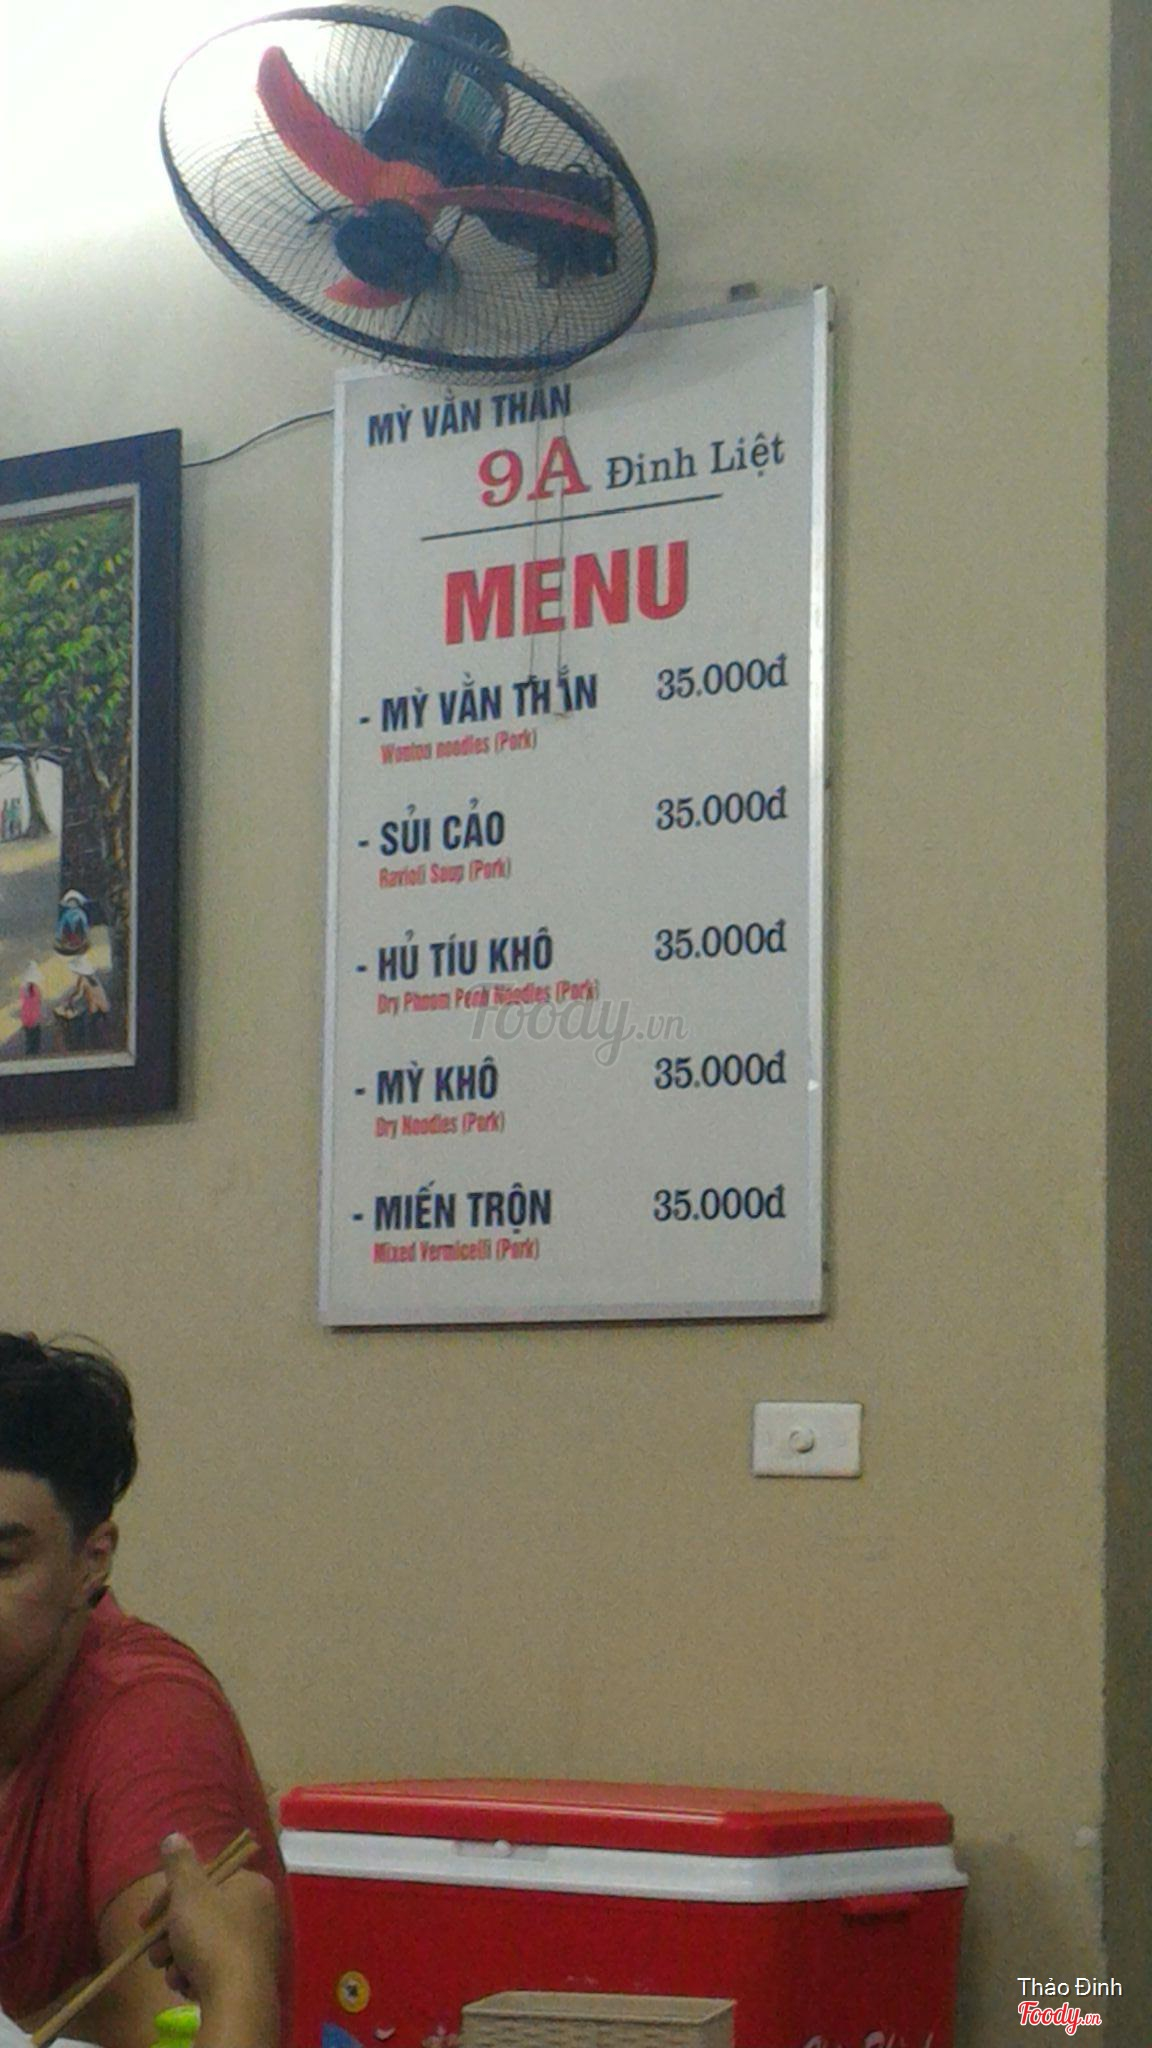 MỲ VẰN THẮN
9A Đinh Liệt
MENU
- MỲ VẰN THẮN 35.000đ
Wonton noodles (Pork)
- SỦI CẢO 35.000đ
Ravioli Soup (Pork)
- HỦ TÍU KHÔ 35.000đ
Dry Phnom Penh Noodles (Pork)
Foody.vn
- MỲ KHÔ 35.000đ
Dry Noodles (Pork)
- MIẾN TRỘN 35.000đ
Mixed Vermicelli (Pork)
Thảo Đinh
Foody.vn